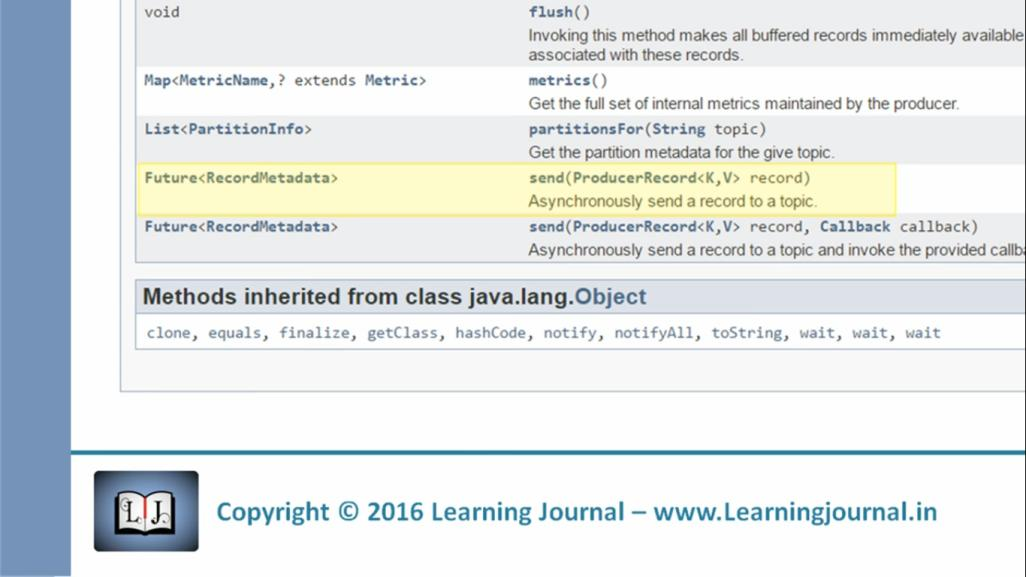 void flush()
Invoking this method makes all buffered records immediately available
associated with these records.
Map<MetricName,? extends Metric> metrics()
Get the full set of internal metrics maintained by the producer.
List<PartitionInfo> partitionsFor(String topic)
Get the partition metadata for the give topic.
Future<RecordMetadata> send(ProducerRecord<K,V> record)
Asynchronously send a record to a topic.
Future<RecordMetadata> send(ProducerRecord<K,V> record, Callback callback)
Asynchronously send a record to a topic and invoke the provided callba
Methods inherited from class java.lang.Object
clone, equals, finalize, getClass, hashCode, notify, notifyAll, toString, wait, wait, wait
LJ
Copyright © 2016 Learning Journal – www.Learningjournal.in